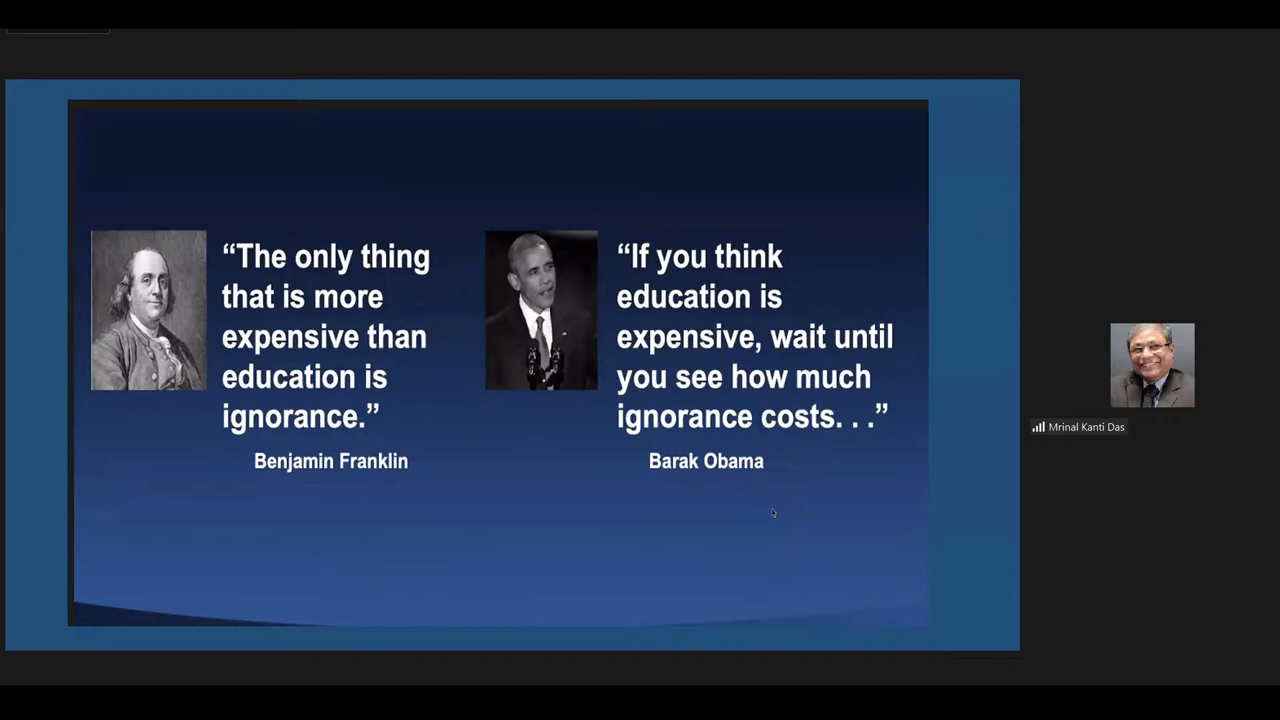 “The only thing
that is more
expensive than
education is
ignorance.”
Benjamin Franklin
“If you think
education is
expensive, wait until
you see how much
ignorance costs. . .”
Barak Obama
Mrinal Kanti Das